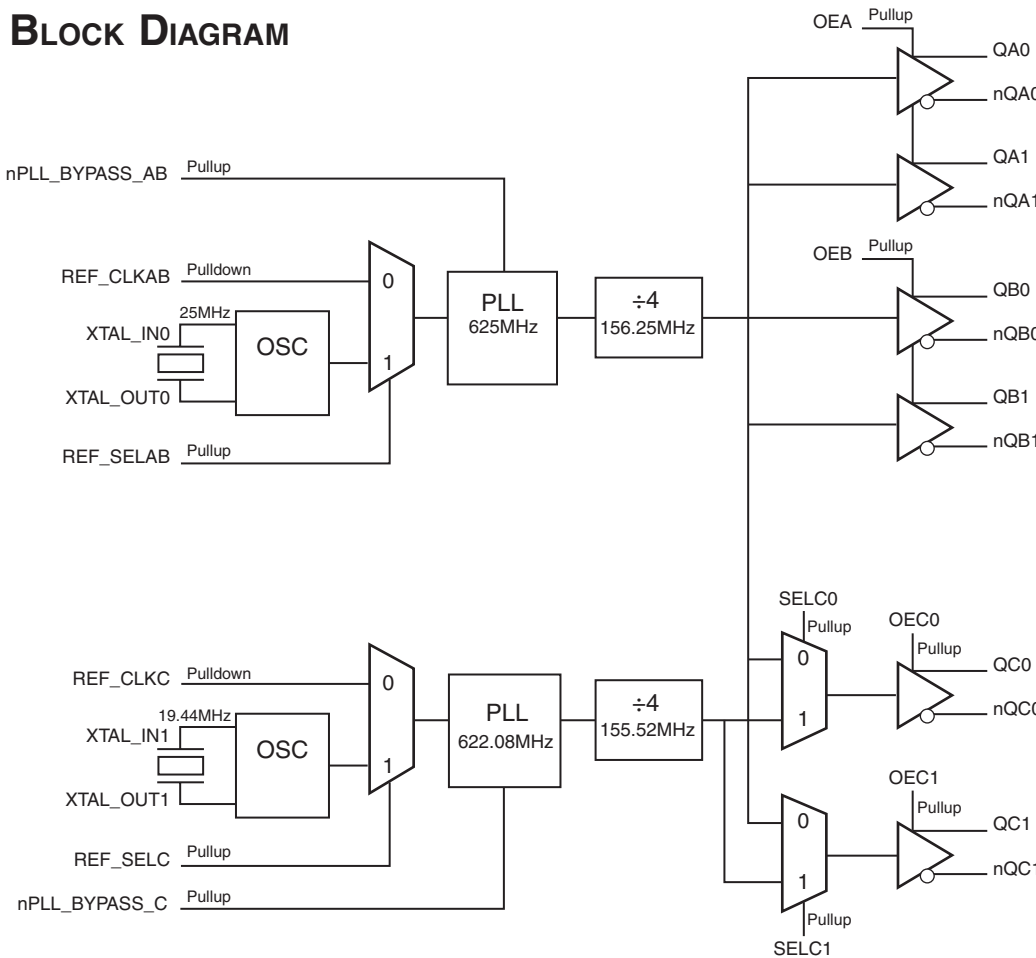 BLOCK DIAGRAM
OEA Pullup
QA0
nQA0
QA1
nQA1
nPLL_BYPASS_AB Pullup
OEB Pullup
REF_CLKAB Pulldown
0
PLL
625MHz
÷4
156.25MHz
QB0
nQB0
25MHz
XTAL_IN0
OSC
1
XTAL_OUT0
QB1
nQB1
REF_SELAB Pullup
SELC0
Pullup
OEC0
Pullup
REF_CLKC Pulldown
0
PLL
622.08MHz
÷4
155.52MHz
0
1
QC0
nQC0
19.44MHz
XTAL_IN1
OSC
1
XTAL_OUT1
OEC1
Pullup
0
1
QC1
nQC1
REF_SELC Pullup
nPLL_BYPASS_C Pullup
Pullup
SELC1